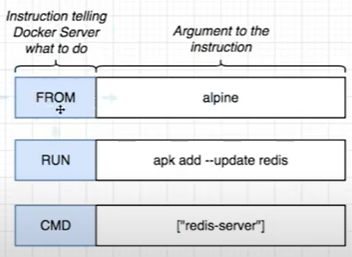 Instruction telling
Docker Server
what to do
Argument to the
instruction
FROM
alpine
RUN
apk add --update redis
CMD
["redis-server"]